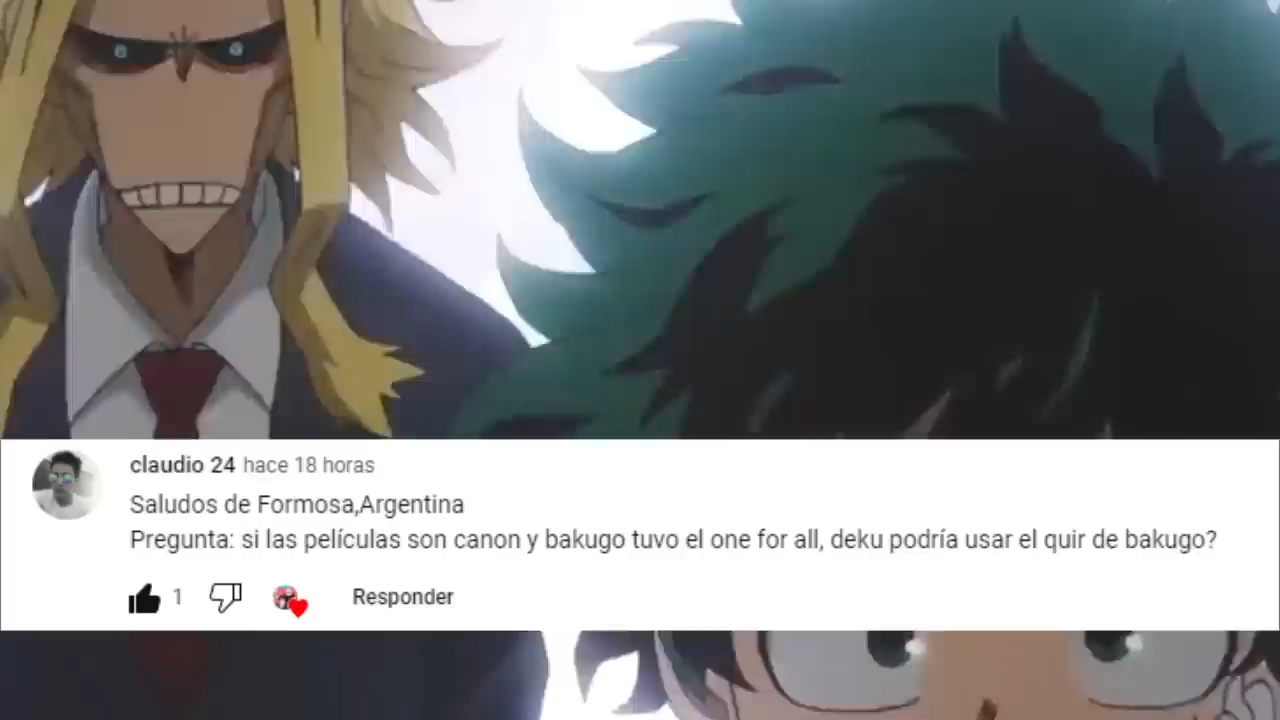 claudio 24 hace 18 horas
Saludos de Formosa,Argentina
Pregunta: si las películas son canon y bakugo tuvo el one for all, deku podría usar el quir de bakugo?
1
Responder